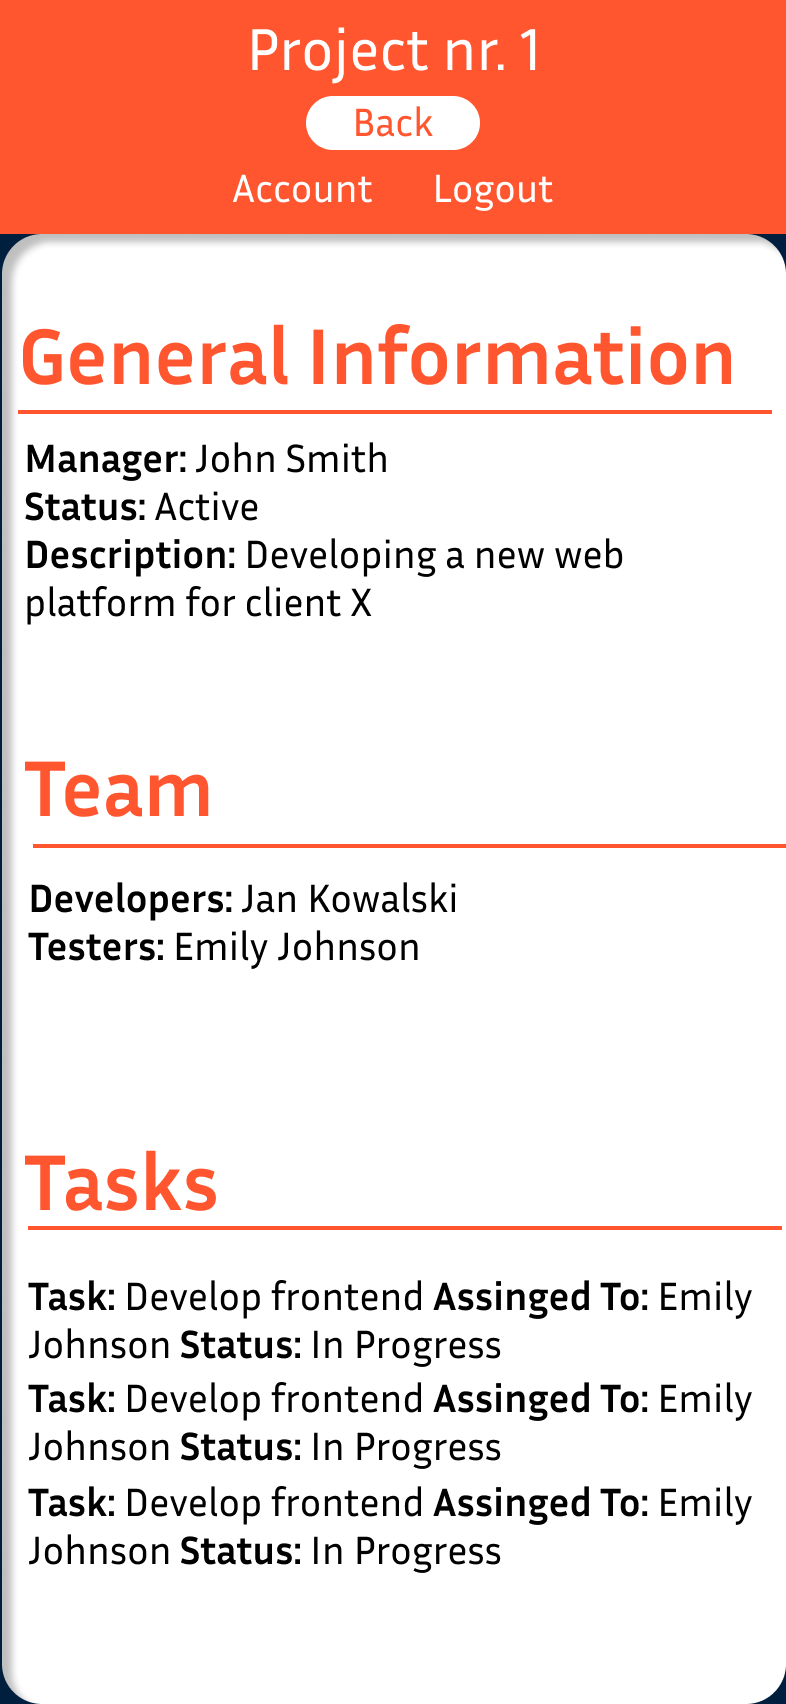 Project nr. 1
Back
Account Logout
General Information
Manager: John Smith
Status: Active
Description: Developing a new web
platform for client X
Team
Developers: Jan Kowalski
Testers: Emily Johnson
Tasks
Task: Develop frontend Assinged To: Emily
Johnson Status: In Progress
Task: Develop frontend Assinged To: Emily
Johnson Status: In Progress
Task: Develop frontend Assinged To: Emily
Johnson Status: In Progress